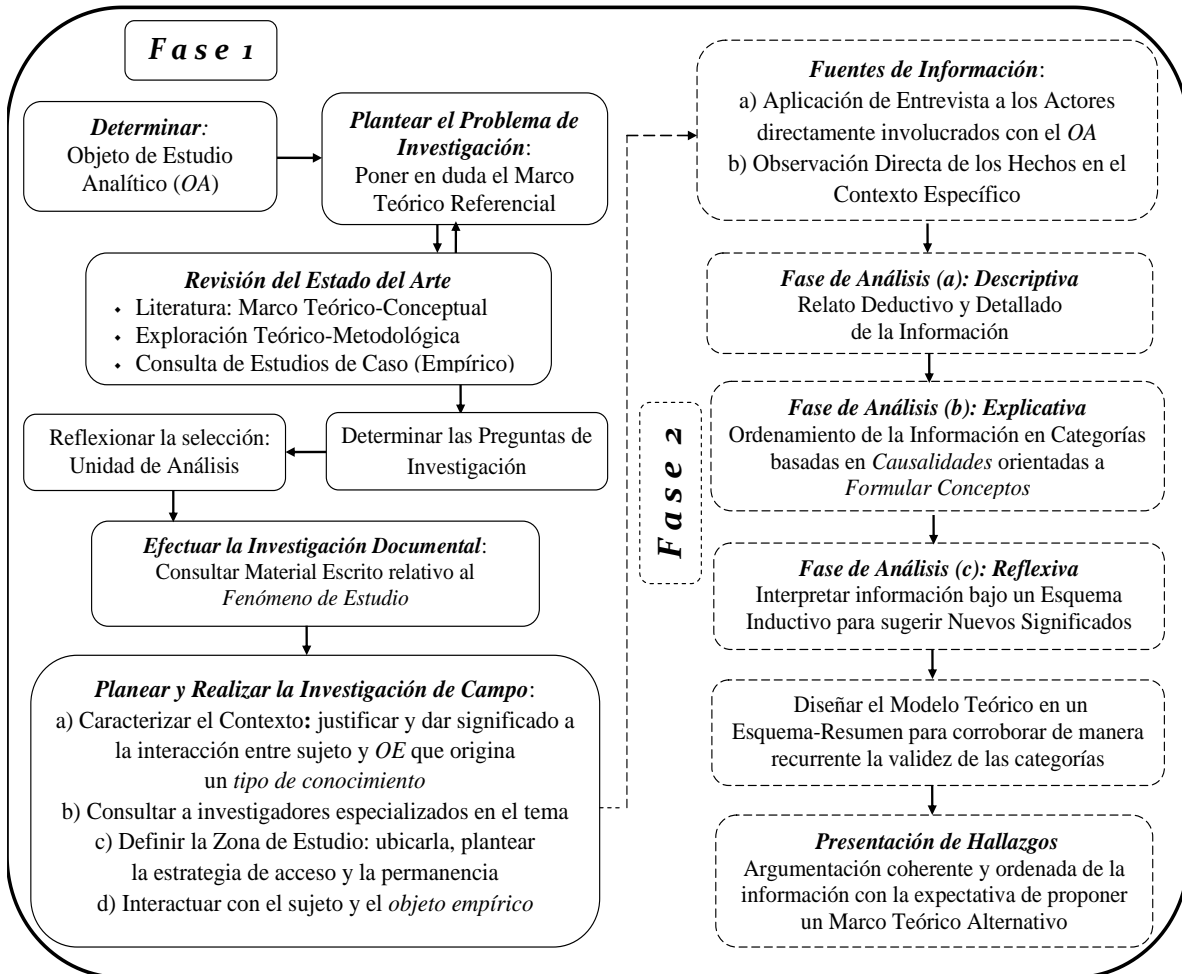 Fase 1
Determinar:
Objeto de Estudio
Analítico (OA)
Plantear el Problema de
Investigación:
Poner en duda el Marco
Teórico Referencial
Revisión del Estado del Arte
⬩ Literatura: Marco Teórico-Conceptual
⬩ Exploración Teórico-Metodológica
⬩ Consulta de Estudios de Caso (Empírico)
Determinar las Preguntas de
Investigación
Reflexionar la selección:
Unidad de Análisis
Efectuar la Investigación Documental:
Consultar Material Escrito relativo al
Fenómeno de Estudio
Planear y Realizar la Investigación de Campo:
a) Caracterizar el Contexto: justificar y dar significado a
la interacción entre sujeto y OE que origina
un tipo de conocimiento
b) Consultar a investigadores especializados en el tema
c) Definir la Zona de Estudio: ubicarla, plantear
la estrategia de acceso y la permanencia
d) Interactuar con el sujeto y el objeto empírico
Fase 2
Fuentes de Información:
a) Aplicación de Entrevista a los Actores
directamente involucrados con el OA
b) Observación Directa de los Hechos en el
Contexto Específico
Fase de Análisis (a): Descriptiva
Relato Deductivo y Detallado
de la Información
Fase de Análisis (b): Explicativa
Ordenamiento de la Información en Categorías
basadas en Causalidades orientadas a
Formular Conceptos
Fase de Análisis (c): Reflexiva
Interpretar información bajo un Esquema
Inductivo para sugerir Nuevos Significados
Diseñar el Modelo Teórico en un
Esquema-Resumen para corroborar de manera
recurrente la validez de las categorías
Presentación de Hallazgos
Argumentación coherente y ordenada de la
información con la expectativa de proponer
un Marco Teórico Alternativo